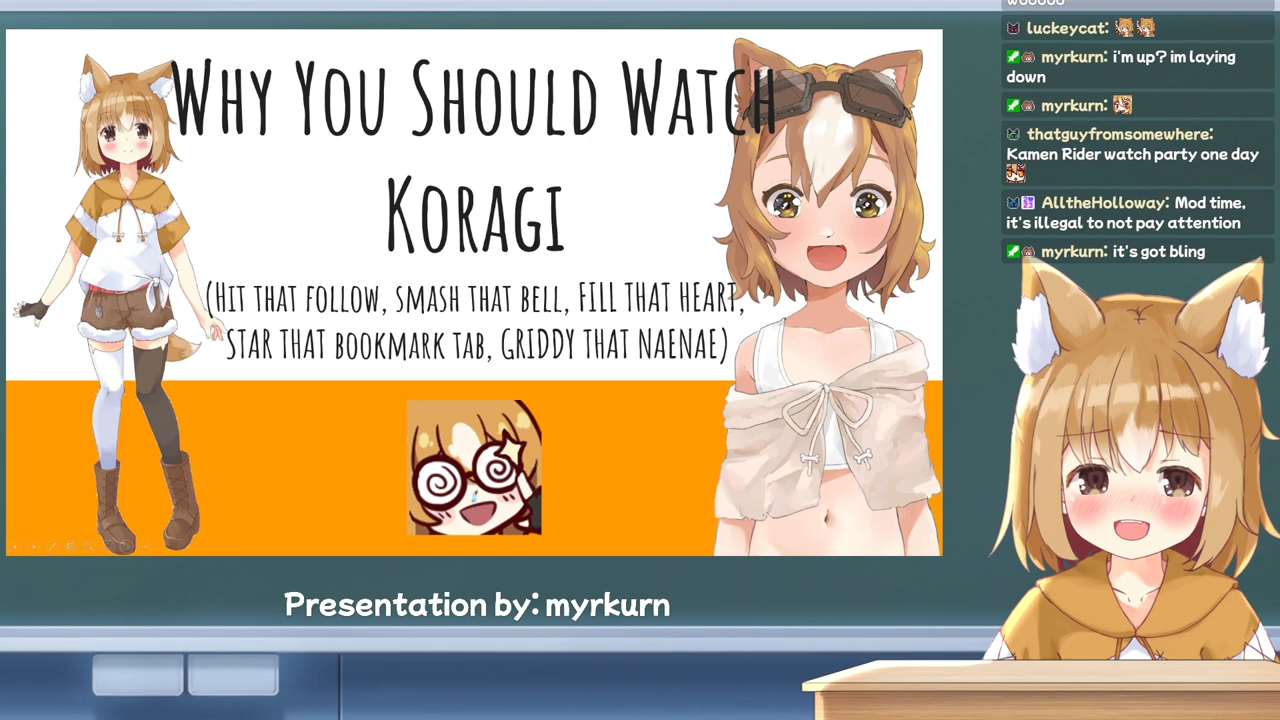 WHY YOU SHOULD WATCH
KORAGI
(HIT THAT FOLLOW, SMASH THAT BELL, FILL THAT HEART,
STAR THAT BOOKMARK TAB, GRIDDY THAT NAENAE)
Presentation by: myrkurn
luckeycat:
myrkurn: i'm up? im laying
down
myrkurn:
thatguyfromsomewhere:
Kamen Rider watch party one day
AlltheHolloway: Mod time,
it's illegal to not pay attention
myrkurn: it's got bling